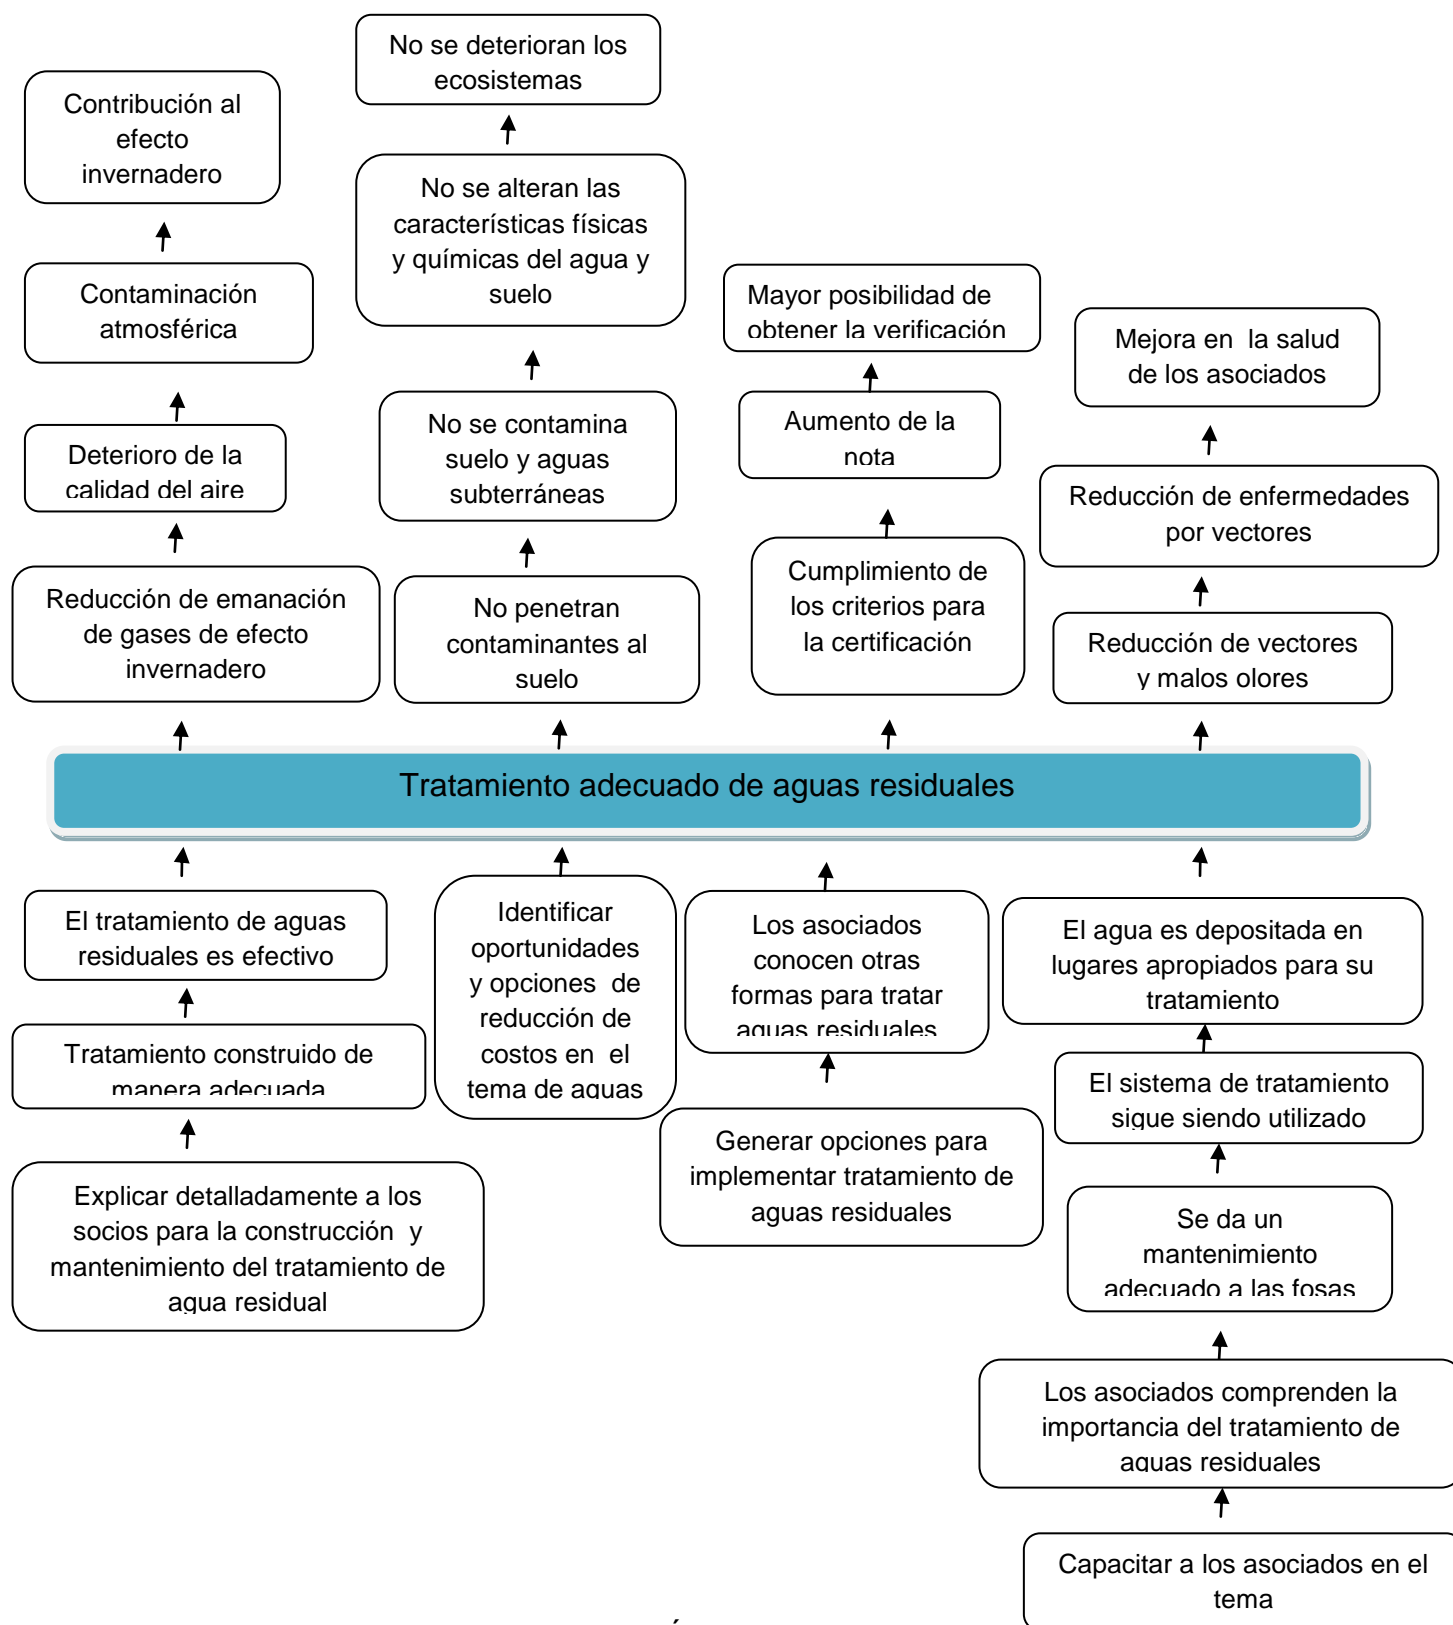 No se deterioran los
ecosistemas
Contribución al
efecto
invernadero
No se alteran las
características físicas
y químicas del agua y
suelo
Contaminación
atmosférica
Mayor posibilidad de
obtener la verificación
Mejora en  la salud
de los asociados
No se contamina
suelo y aguas
subterráneas
Aumento de la
nota
Deterioro de la
calidad del aire
Reducción de enfermedades
por vectores
Reducción de emanación
de gases de efecto
invernadero
No penetran
contaminantes al
suelo
Cumplimiento de
los criterios para
la certificación
Reducción de vectores
y malos olores
Tratamiento adecuado de aguas residuales
El tratamiento de aguas
residuales es efectivo
Identificar
oportunidades
y opciones  de
reducción de
costos en  el
tema de aguas
Los asociados
conocen otras
formas para tratar
aguas residuales
El agua es depositada en
lugares apropiados para su
tratamiento
Tratamiento construido de
manera adecuada
El sistema de tratamiento
sigue siendo utilizado
Generar opciones para
implementar tratamiento de
aguas residuales
Explicar detalladamente a los
socios para la construcción  y
mantenimiento del tratamiento de
agua residual
Se da un
mantenimiento
adecuado a las fosas
Los asociados comprenden la
importancia del tratamiento de
aguas residuales
Capacitar a los asociados en el
tema